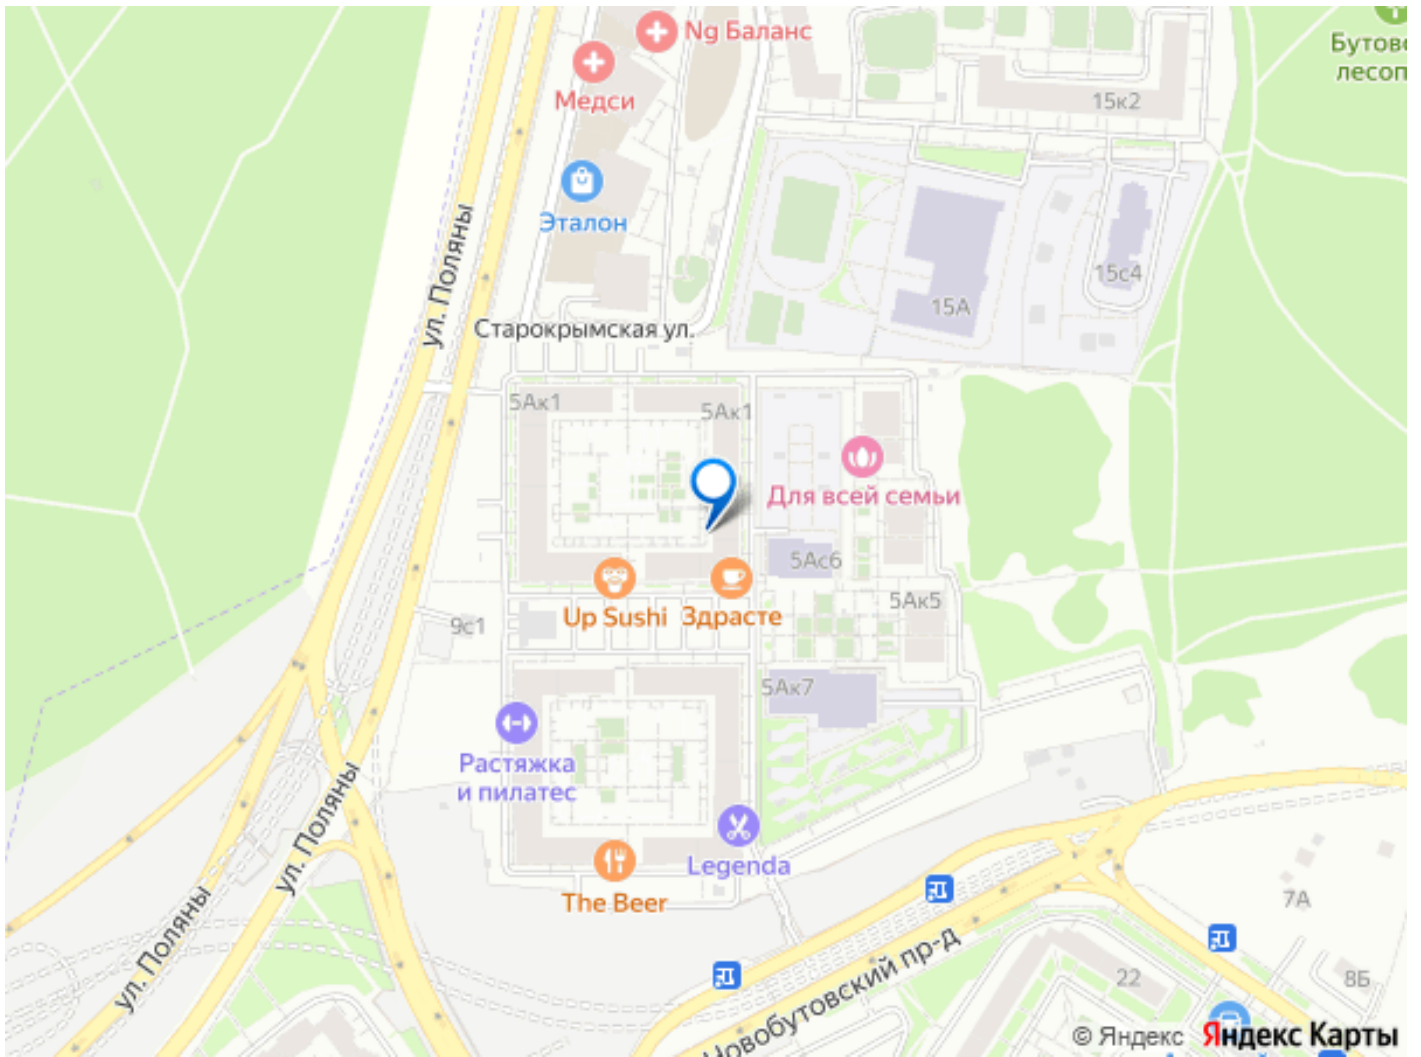 Ng Баланс
Медси
Бутовс
лесоп
15к2
Эталон
ул. Поляны
15с4
15А
Старокрымская ул.
5Ак1
5Ак1
Для всей семьи
5Ас6
5Ак5
Up Sushi
Здрасте
9с1
5Ак7
Растяжка
и пилатес
ул. Поляны
Legenda
The Beer
7А
ул. Поляны
Новобутовский пр-д
22
8Б
© Яндекс
Яндекс Карты